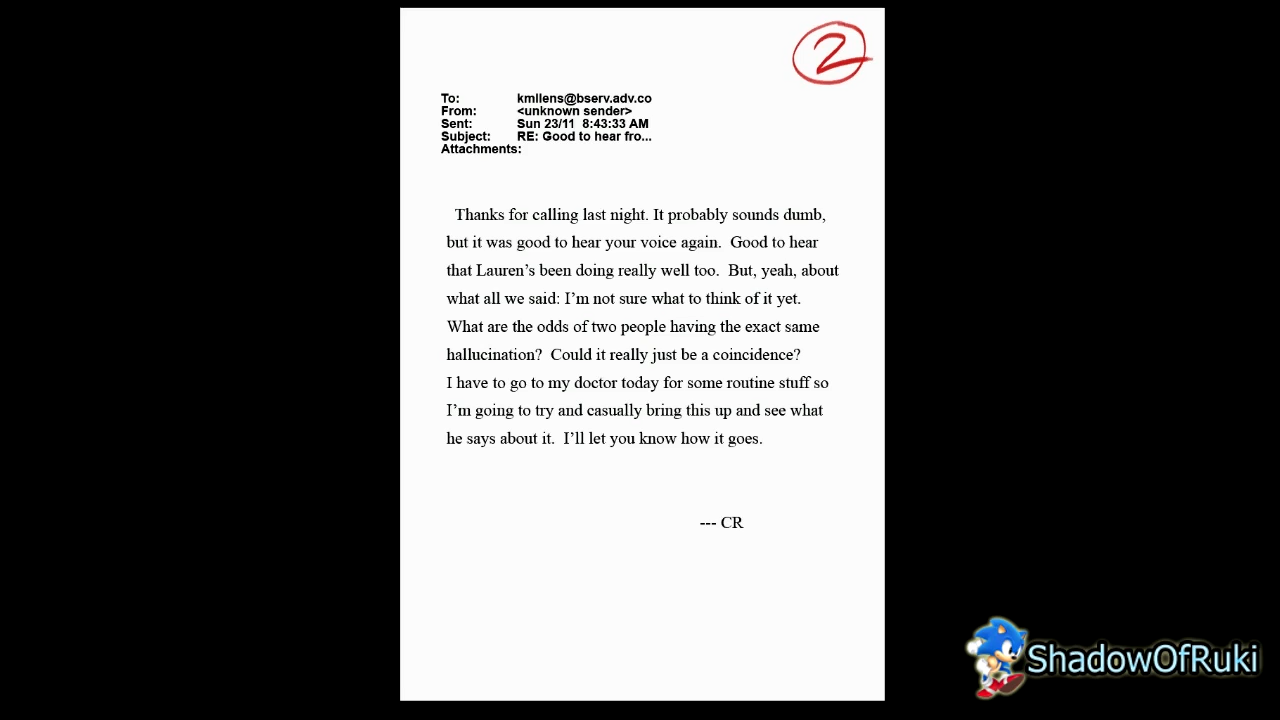 2
To: kmllens@bserv.adv.co
From: <unknown sender>
Sent: Sun 23/11 8:43:33 AM
Subject: RE: Good to hear fro...
Attachments:
Thanks for calling last night. It probably sounds dumb,
but it was good to hear your voice again. Good to hear
that Lauren’s been doing really well too. But, yeah, about
what all we said: I’m not sure what to think of it yet.
What are the odds of two people having the exact same
hallucination? Could it really just be a coincidence?
I have to go to my doctor today for some routine stuff so
I’m going to try and casually bring this up and see what
he says about it. I’ll let you know how it goes.
--- CR
ShadowOfRuki